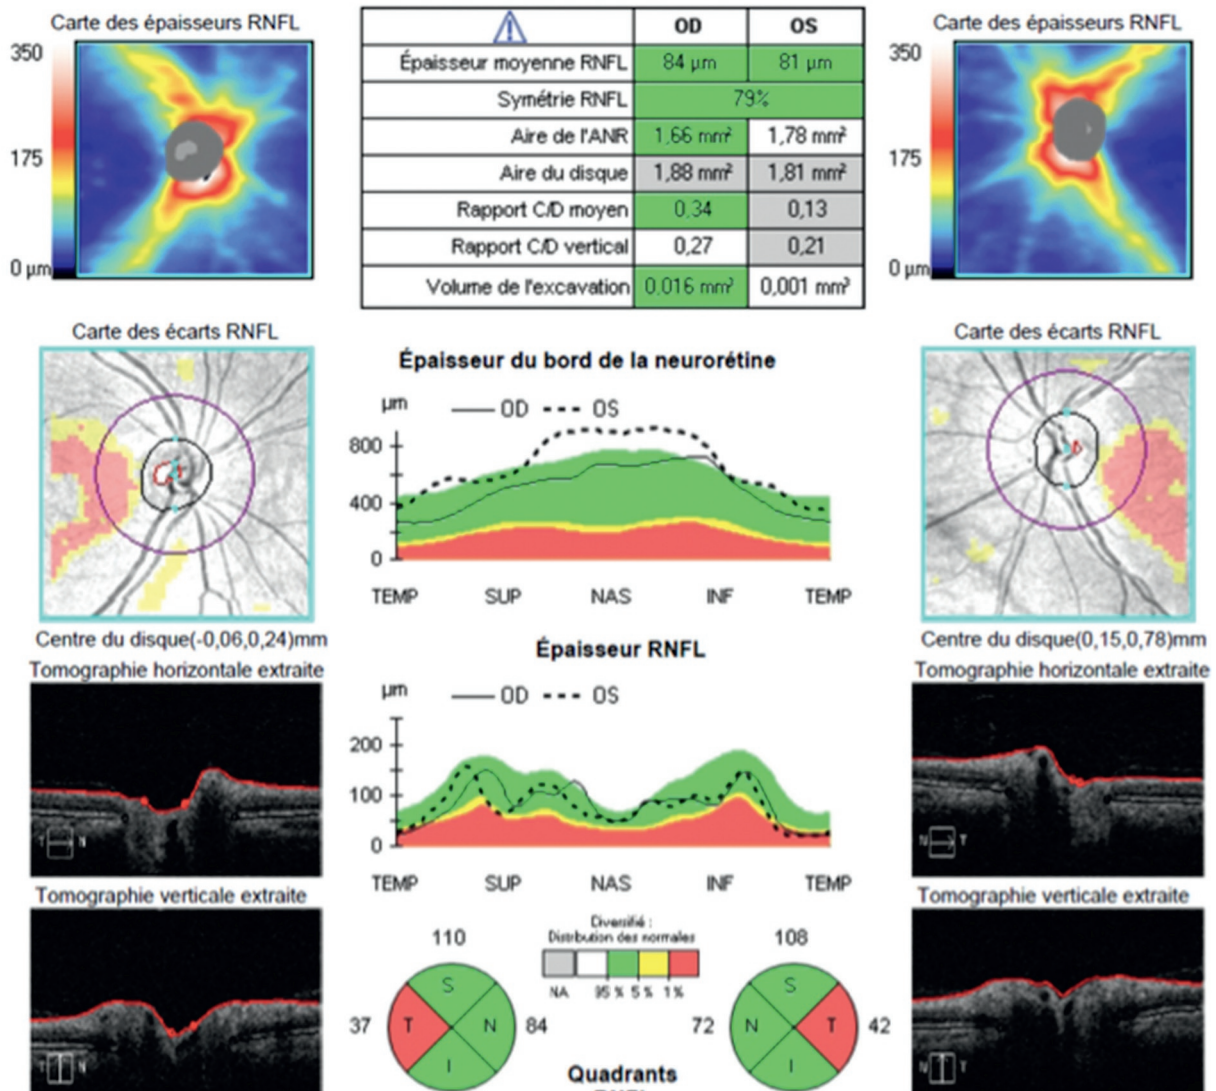 Carte des épaisseurs RNFL
350
175
0 µm
OD OS
Épaisseur moyenne RNFL 84 µm 81 µm
Symétrie RNFL 79%
Aire de l'ANR 1,66 mm² 1,78 mm²
Aire du disque 1,88 mm² 1,81 mm²
Rapport C/D moyen 0,34 0,13
Rapport C/D vertical 0,27 0,21
Volume de l'excavation 0,016 mm³ 0,001 mm³
Carte des épaisseurs RNFL
350
175
0 µm
Carte des écarts RNFL
Centre du disque(-0,06,0,24)mm
Tomographie horizontale extraite
T N
Tomographie verticale extraite
I
Épaisseur du bord de la neurorétine
µm OD OS
800
400
0
TEMP SUP NAS INF TEMP
Épaisseur RNFL
µm OD OS
200
100
0
TEMP SUP NAS INF TEMP
Diversifié :
Distribution des normales
NA 95 % 5 % 1 %
110
S
37 T N 84
I
108
S
72 N T 42
I
Quadrants
Carte des écarts RNFL
Centre du disque(0,15,0,78)mm
Tomographie horizontale extraite
N T
Tomographie verticale extraite